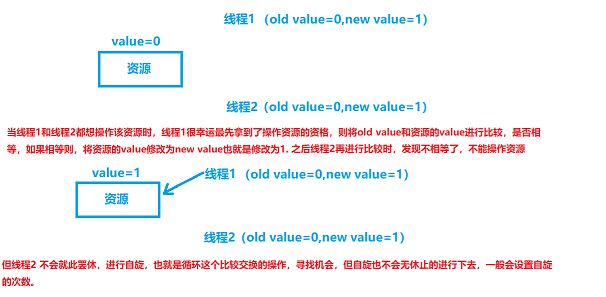 线程1 （old value=0,new value=1）
value=0
资源
线程2 （old value=0,new value=1）
当线程1和线程2都想操作该资源时，线程1很幸运最先拿到了操作资源的资格，则将old value和资源的value进行比较，是否相
等，如果相等则，将资源的value修改为new value也就是修改为1. 之后线程2再进行比较时，发现不相等了，不能操作资源
value=1
线程1 （old value=0,new value=1）
资源
线程2（old value=0,new value=1）
但线程2 不会就此罢休，进行自旋，也就是循环这个比较交换的操作，寻找机会，但自旋也不会无休止的进行下去，一般会设置自旋
的次数。